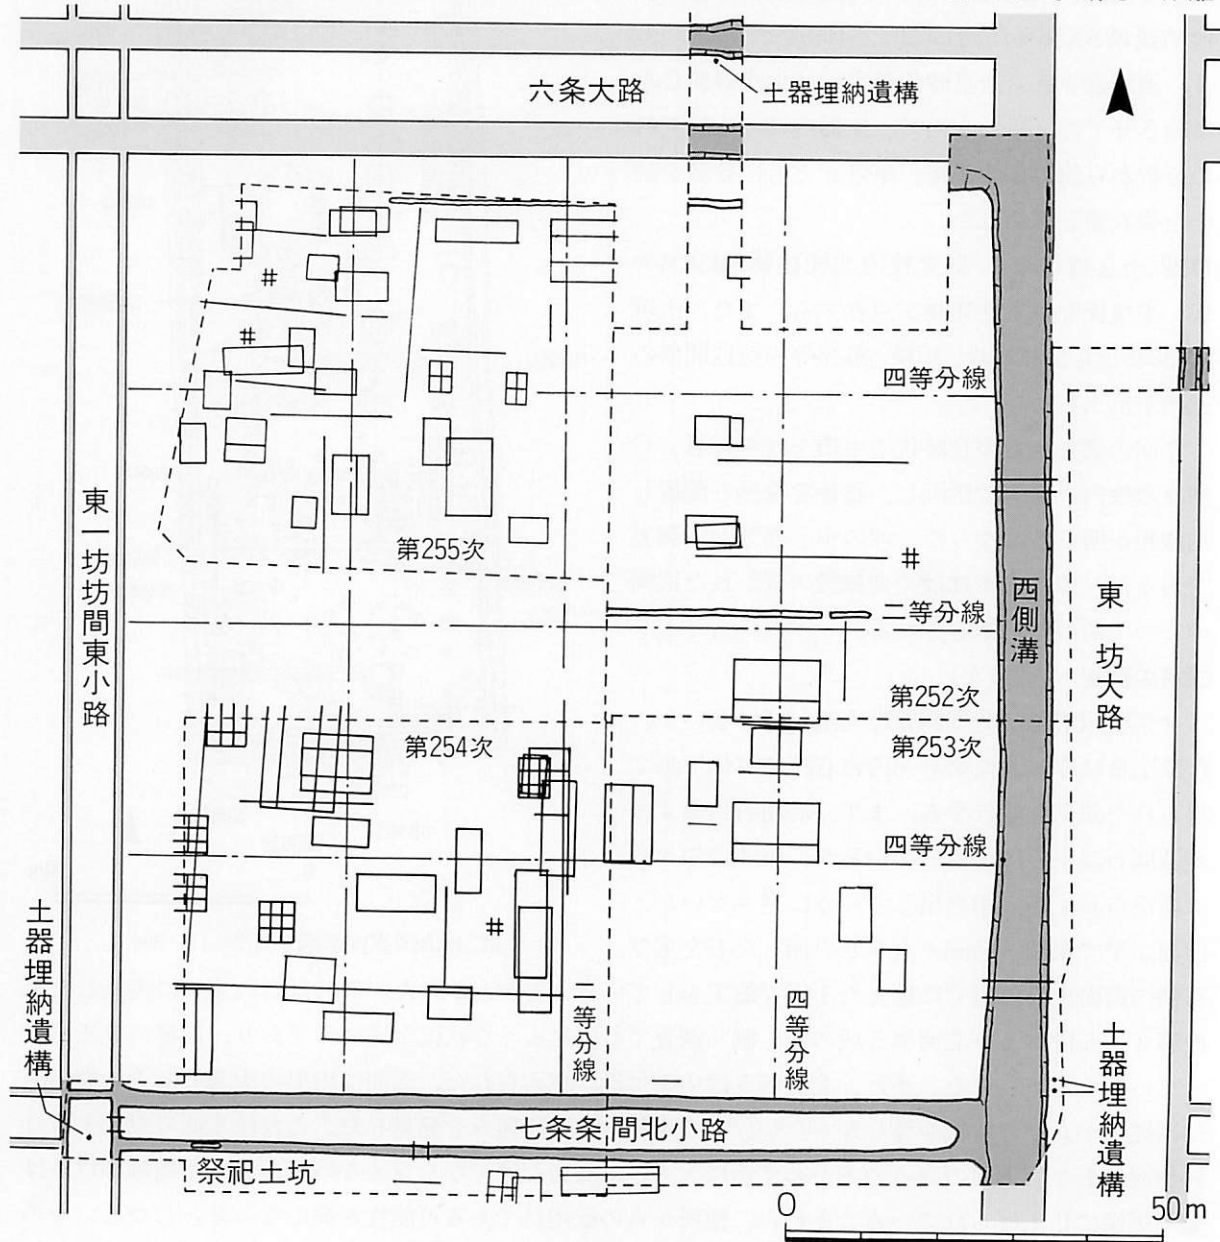 六条大路
土器埋納遺構
四等分線
東一坊坊間東小路
第255次
二等分線
西側溝
東一坊大路
第252次
第254次
第253次
四等分線
土器埋納遺構
二等分線
四等分線
土器埋納遺構
七条条間北小路
祭祀土坑
0
50m